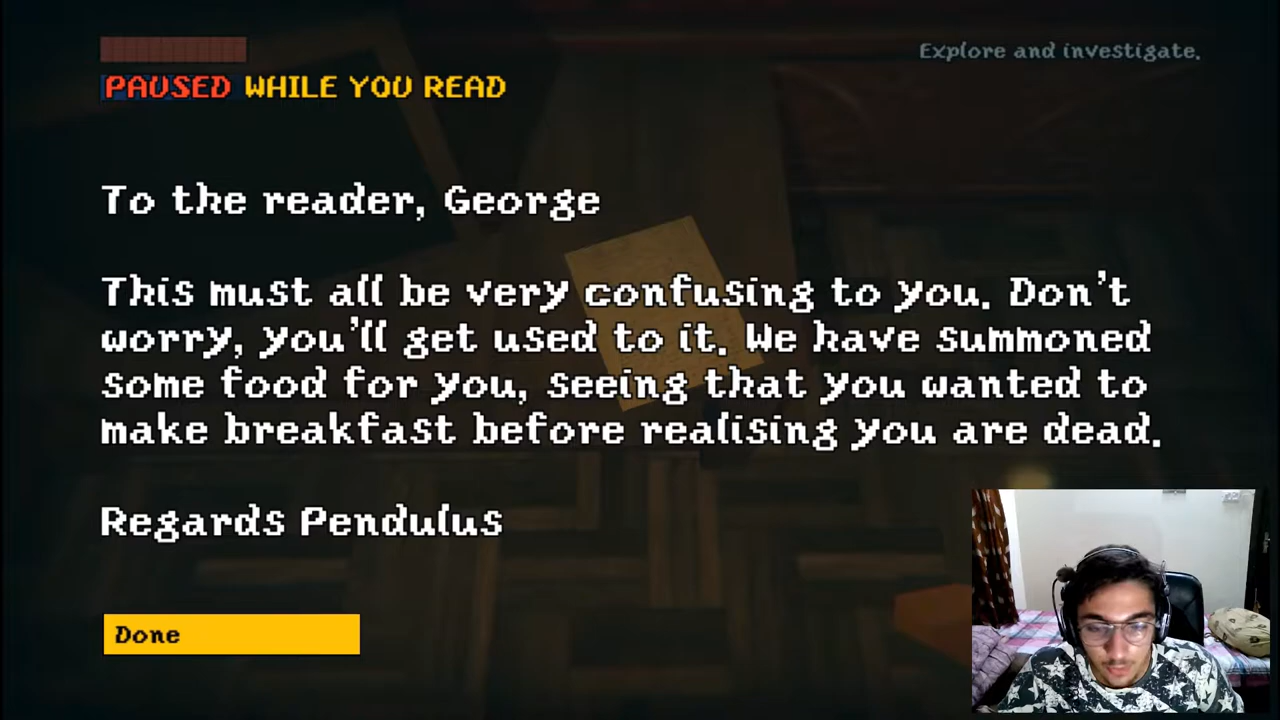 Explore and investigate.
PAUSED WHILE YOU READ
To the reader, George
This must all be very confusing to you. Don't
worry, you'll get used to it. We have summoned
some food for you, seeing that you wanted to
make breakfast before realising you are dead.
Regards Pendulus
Done